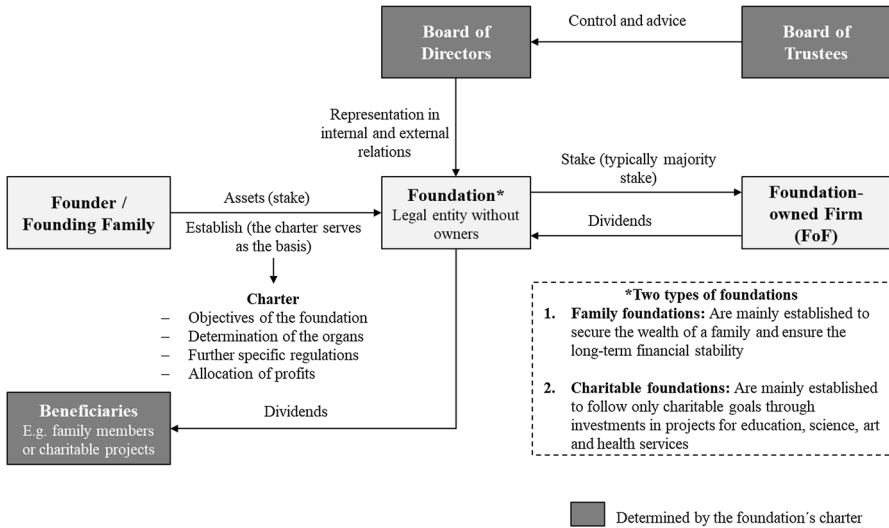 Board of
Directors
Control and advice
Board of
Trustees
Representation in
internal and external
relations
Founder /
Founding Family
Assets (stake)
Establish (the charter serves
as the basis)
Foundation*
Legal entity without
owners
Stake (typically majority
stake)
Dividends
Foundation-
owned Firm
(FoF)
Charter
– Objectives of the foundation
– Determination of the organs
– Further specific regulations
– Allocation of profits
*Two types of foundations
1. Family foundations: Are mainly established to
secure the wealth of a family and ensure the
long-term financial stability
2. Charitable foundations: Are mainly established
to follow only charitable goals through
investments in projects for education, science, art
and health services
Beneficiaries
E.g. family members
or charitable projects
Dividends
Determined by the foundation´s charter